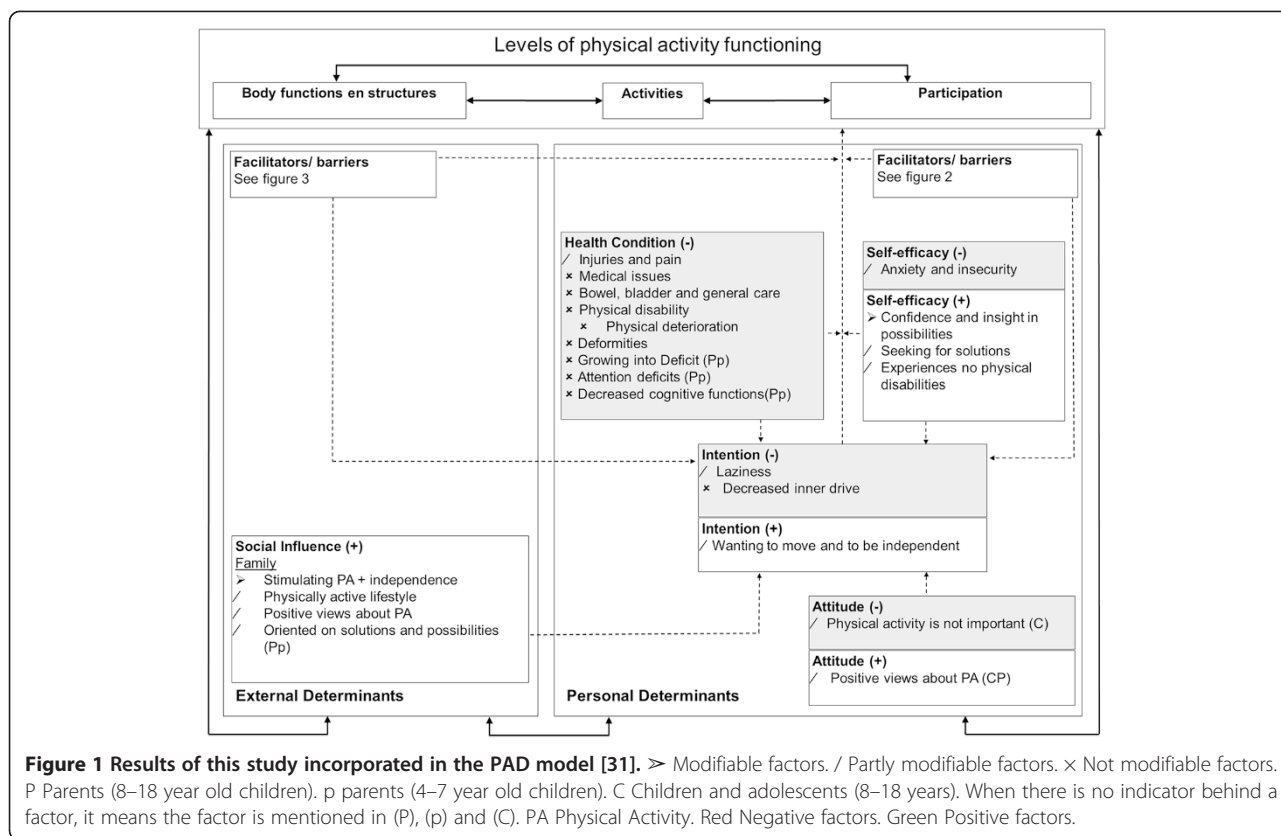 Levels of physical activity functioning
Body functions en structures
Activities
Participation
Facilitators/ barriers
See figure 3
Facilitators/ barriers
See figure 2
Health Condition (-)
∕ Injuries and pain
× Medical issues
× Bowel, bladder and general care
× Physical disability
× Physical deterioration
× Deformities
× Growing into Deficit (Pp)
× Attention deficits (Pp)
× Decreased cognitive functions(Pp)
Self-efficacy (-)
∕ Anxiety and insecurity
Self-efficacy (+)
➢ Confidence and insight in
possibilities
∕ Seeking for solutions
∕ Experiences no physical
disabilities
Intention (-)
∕ Laziness
× Decreased inner drive
Intention (+)
∕ Wanting to move and to be independent
Social Influence (+)
Family
➢ Stimulating PA + independence
∕ Physically active lifestyle
∕ Positive views about PA
∕ Oriented on solutions and possibilities
(Pp)
Attitude (-)
∕ Physical activity is not important (C)
Attitude (+)
∕ Positive views about PA (CP)
External Determinants
Personal Determinants
Figure 1 Results of this study incorporated in the PAD model [31]. ➢ Modifiable factors. / Partly modifiable factors. × Not modifiable factors.
P Parents (8–18 year old children). p parents (4–7 year old children). C Children and adolescents (8–18 years). When there is no indicator behind a
factor, it means the factor is mentioned in (P), (p) and (C). PA Physical Activity. Red Negative factors. Green Positive factors.